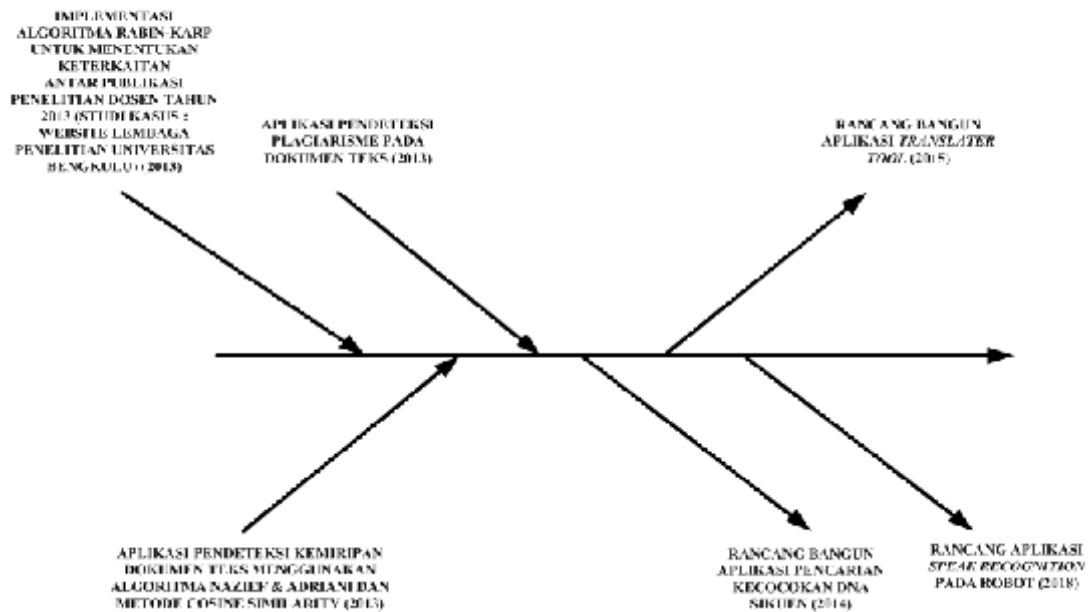 IMPLEMENTASI
ALGORITMA RABIN-KARP
UNTUK MENENTUKAN
KETERKAITAN
ANTAR PUBLIKASI
PENELITIAN DOSEN TAHUN
2013 (STUDI KASUS :
WEBSITE LEMBAGA
PENELITIAN UNIVERSITAS
BENGKULU) (2013)
APLIKASI PENDETEKSI
PLAGIARISME PADA
DOKUMEN TEKS (2013)
RANCANG BANGUN
APLIKASI TRANSLATER
TOOL (2015)
APLIKASI PENDETEKSI KEMIRIPAN
DOKUMEN TEKS MENGGUNAKAN
ALGORITMA NAZIEF & ADRIANI DAN
METODE COSINE SIMILARITY (2013)
RANCANG BANGUN
APLIKASI PENCARIAN
KECOCOKAN DNA
SIKUEN (2014)
RANCANG APLIKASI
SPEAK RECOGNITION
PADA ROBOT (2018)